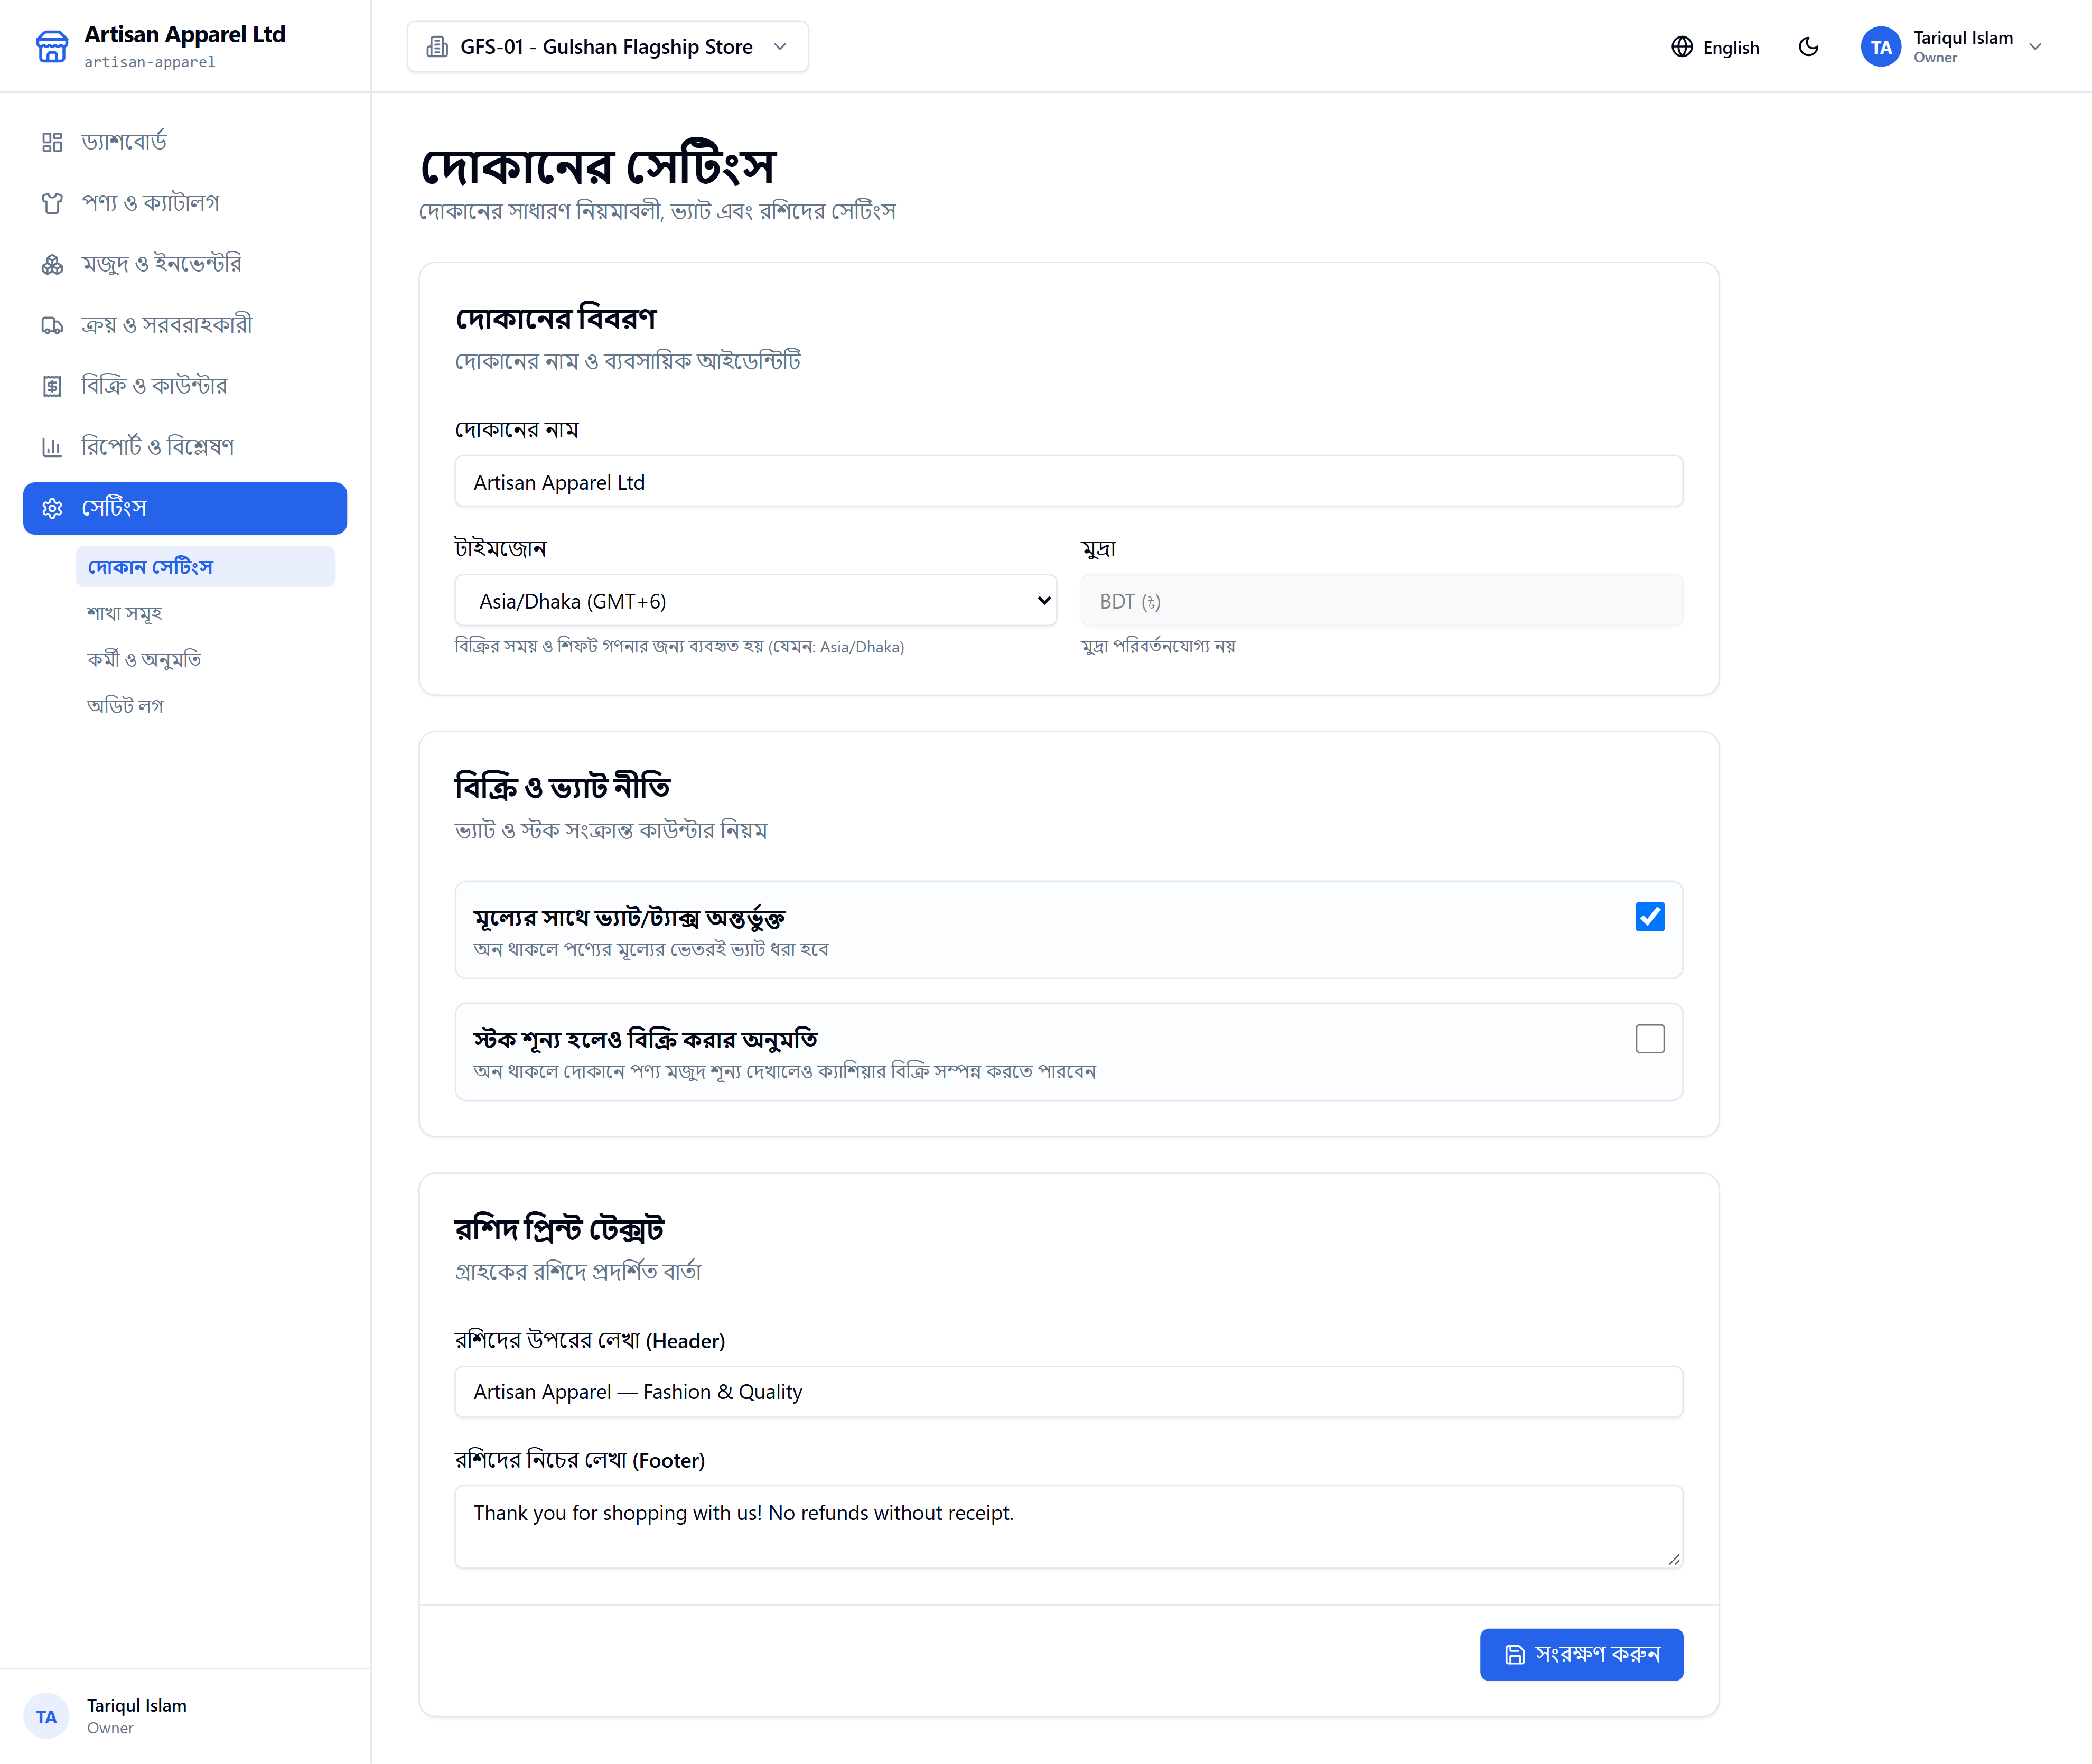 Artisan Apparel Ltd
artisan-apparel
GFS-01 - Gulshan Flagship Store
English
TA
Tariqul Islam
Owner
ড্যাশবোর্ড
পণ্য ও ক্যাটালগ
মজুদ ও ইনভেন্টরি
ক্রয় ও সরবরাহকারী
বিক্রি ও কাউন্টার
রিপোর্ট ও বিশ্লেষণ
সেটিংস
দোকান সেটিংস
শাখা সমূহ
কর্মী ও অনুমতি
অডিট লগ
TA
Tariqul Islam
Owner
দোকানের সেটিংস
দোকানের সাধারণ নিয়মাবলী, ভ্যাট এবং রশিদের সেটিংস
দোকানের বিবরণ
দোকানের নাম ও ব্যবসায়িক আইডেন্টিটি
দোকানের নাম
Artisan Apparel Ltd
টাইমজোন
Asia/Dhaka (GMT+6)
বিক্রির সময় ও শিফট গণনার জন্য ব্যবহৃত হয় (যেমন: Asia/Dhaka)
মুদ্রা
BDT (৳)
মুদ্রা পরিবর্তনযোগ্য নয়
বিক্রি ও ভ্যাট নীতি
ভ্যাট ও স্টক সংক্রান্ত কাউন্টার নিয়ম
মূল্যের সাথে ভ্যাট/ট্যাক্স অন্তর্ভুক্ত
অন থাকলে পণ্যের মূল্যের ভেতরই ভ্যাট ধরা হবে
স্টক শূন্য হলেও বিক্রি করার অনুমতি
অন থাকলে দোকানে পণ্য মজুদ শূন্য দেখালেও ক্যাশিয়ার বিক্রি সম্পন্ন করতে পারবেন
রশিদ প্রিন্ট টেক্সট
গ্রাহকের রশিদে প্রদর্শিত বার্তা
রশিদের উপরের লেখা (Header)
Artisan Apparel — Fashion & Quality
রশিদের নিচের লেখা (Footer)
Thank you for shopping with us! No refunds without receipt.
সংরক্ষণ করুন